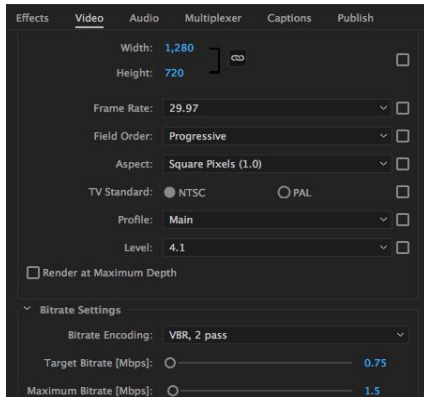 Effects Video Audio Multiplexer Captions Publish
Width: 1,280
Height: 720
Frame Rate: 29.97
Field Order: Progressive
Aspect: Square Pixels (1.0)
TV Standard: NTSC PAL
Profile: Main
Level: 4.1
Render at Maximum Depth
Bitrate Settings
Bitrate Encoding: VBR, 2 pass
Target Bitrate [Mbps]: 0.75
Maximum Bitrate [Mbps]: 1.5